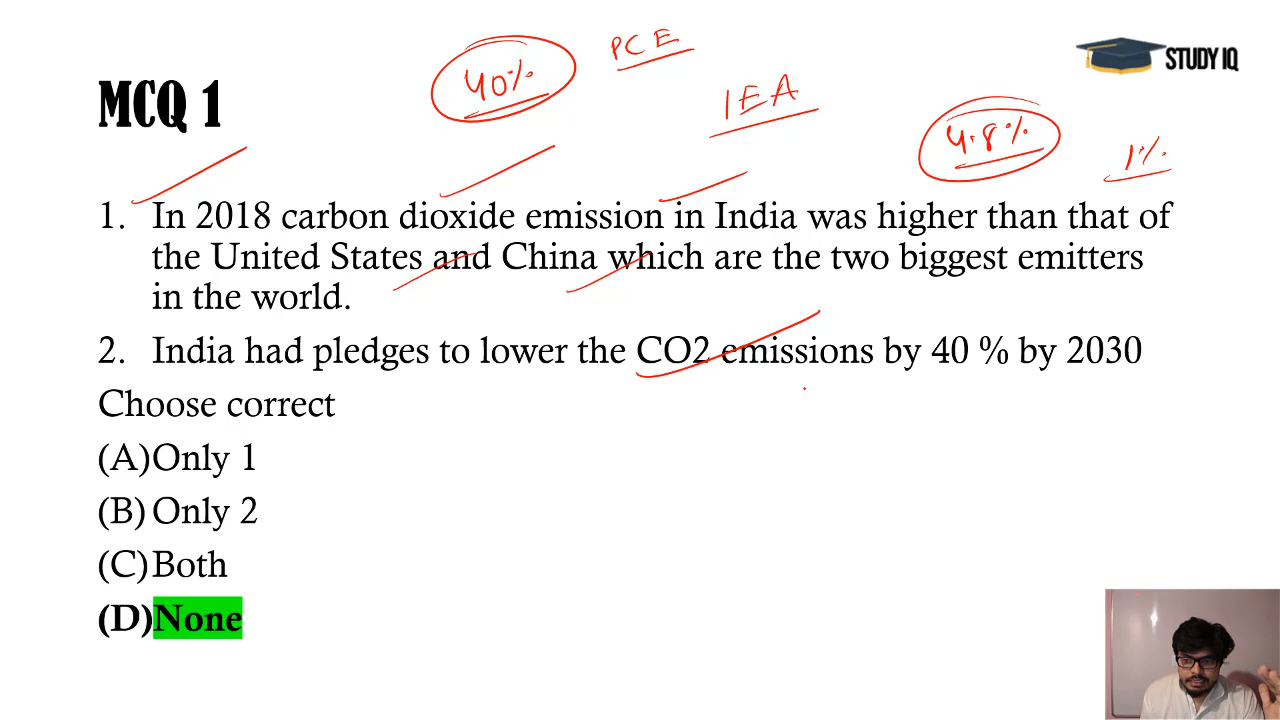 40%
PCE
IEA
STUDY IQ
MCQ 1
4.8%
1%
1. In 2018 carbon dioxide emission in India was higher than that of
the United States and China which are the two biggest emitters
in the world.
2. India had pledges to lower the CO2 emissions by 40 % by 2030
Choose correct
(A)Only 1
(B)Only 2
(C)Both
(D)None